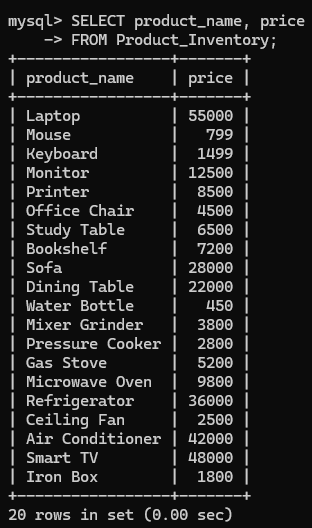 mysql> SELECT product_name, price
    -> FROM Product_Inventory;
+-----------------+-------+
| product_name    | price |
+-----------------+-------+
| Laptop          | 55000 |
| Mouse           |   799 |
| Keyboard        |  1499 |
| Monitor         | 12500 |
| Printer         |  8500 |
| Office Chair    |  4500 |
| Study Table     |  6500 |
| Bookshelf       |  7200 |
| Sofa            | 28000 |
| Dining Table    | 22000 |
| Water Bottle    |   450 |
| Mixer Grinder   |  3800 |
| Pressure Cooker |  2800 |
| Gas Stove       |  5200 |
| Microwave Oven  |  9800 |
| Refrigerator    | 36000 |
| Ceiling Fan     |  2500 |
| Air Conditioner | 42000 |
| Smart TV        | 48000 |
| Iron Box        |  1800 |
+-----------------+-------+
20 rows in set (0.00 sec)